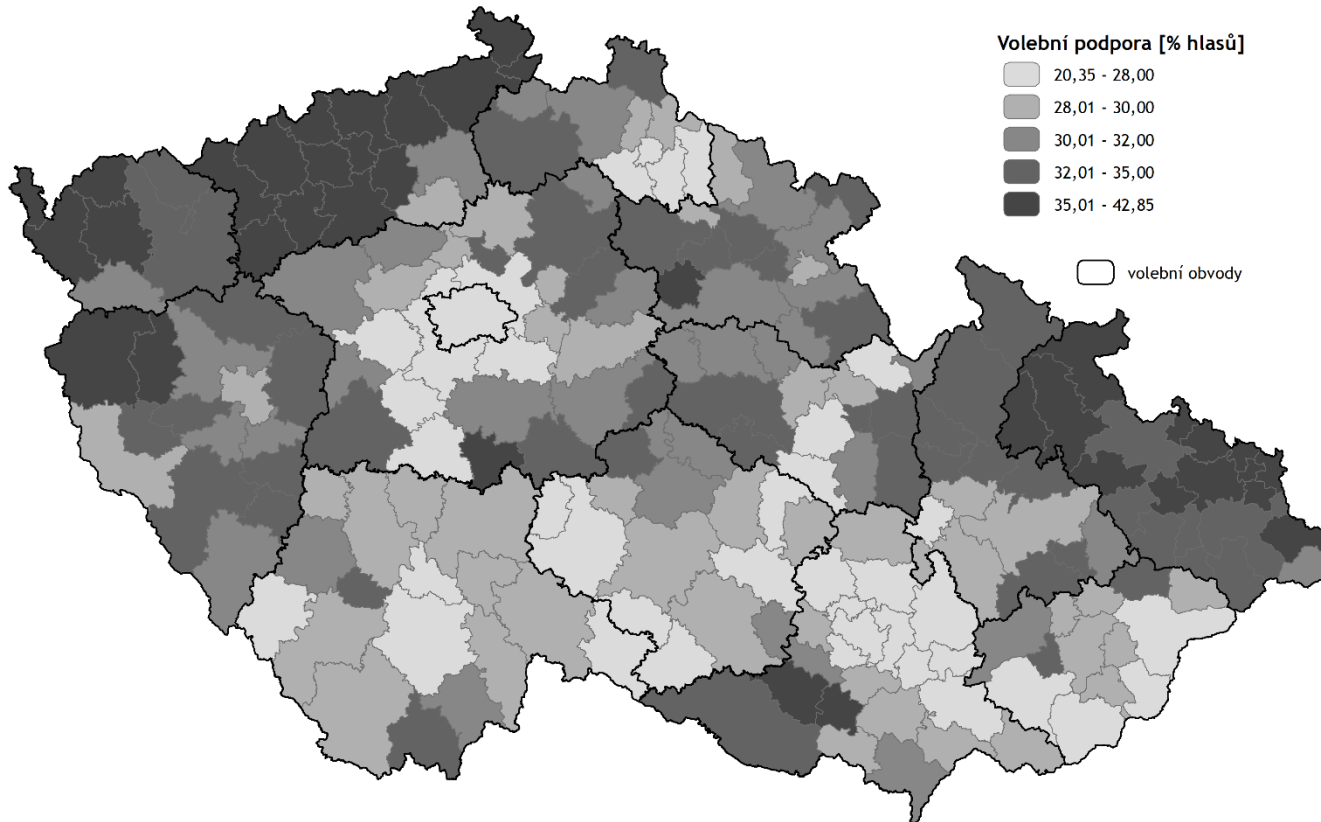 Volební podpora [% hlasů]
20,35 - 28,00
28,01 - 30,00
30,01 - 32,00
32,01 - 35,00
35,01 - 42,85
volební obvody